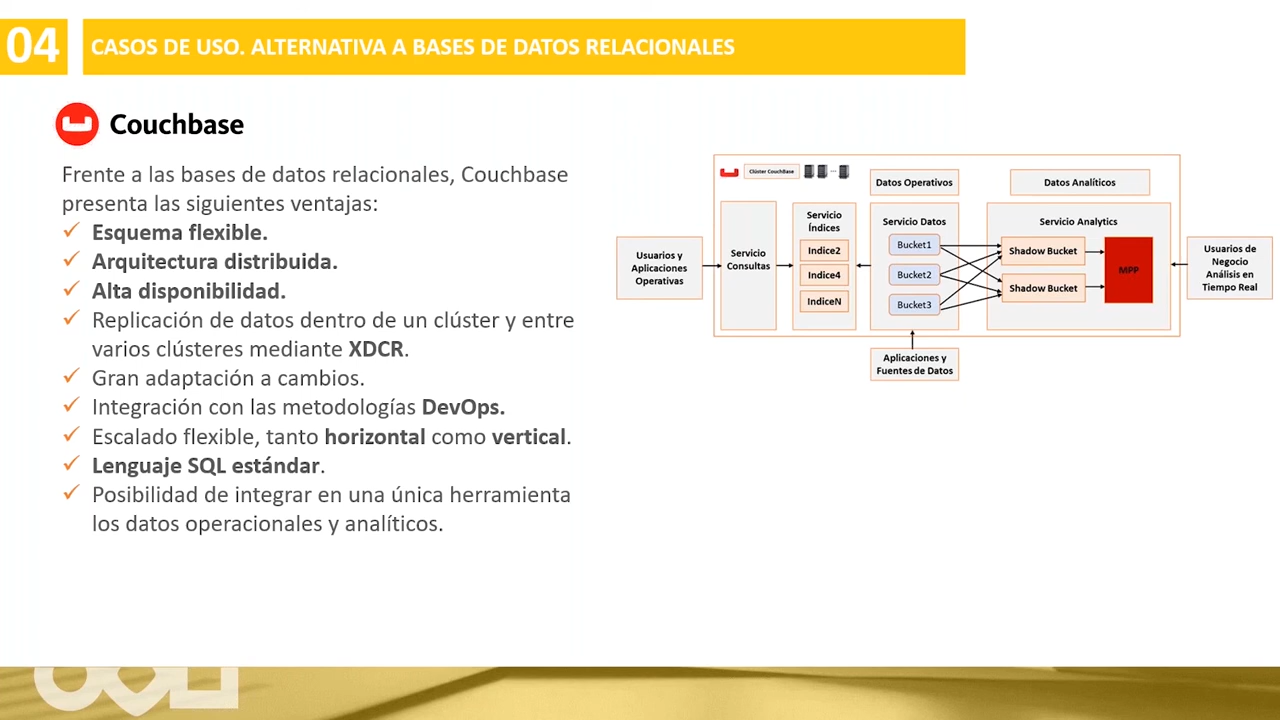 04
CASOS DE USO. ALTERNATIVA A BASES DE DATOS RELACIONALES
Couchbase
Frente a las bases de datos relacionales, Couchbase
presenta las siguientes ventajas:
✓ Esquema flexible.
✓ Arquitectura distribuida.
✓ Alta disponibilidad.
✓ Replicación de datos dentro de un clúster y entre
varios clústeres mediante XDCR.
✓ Gran adaptación a cambios.
✓ Integración con las metodologías DevOps.
✓ Escalado flexible, tanto horizontal como vertical.
✓ Lenguaje SQL estándar.
✓ Posibilidad de integrar en una única herramienta
los datos operacionales y analíticos.
Clúster CouchBase
...
Datos Operativos
Datos Analíticos
Usuarios y
Aplicaciones
Operativas
Servicio
Consultas
Servicio
Índices
Indice2
Indice4
IndiceN
Servicio Datos
Bucket1
Bucket2
Bucket3
Servicio Analytics
Shadow Bucket
Shadow Bucket
MPP
Usuarios de
Negocio
Análisis en
Tiempo Real
Aplicaciones y
Fuentes de Datos